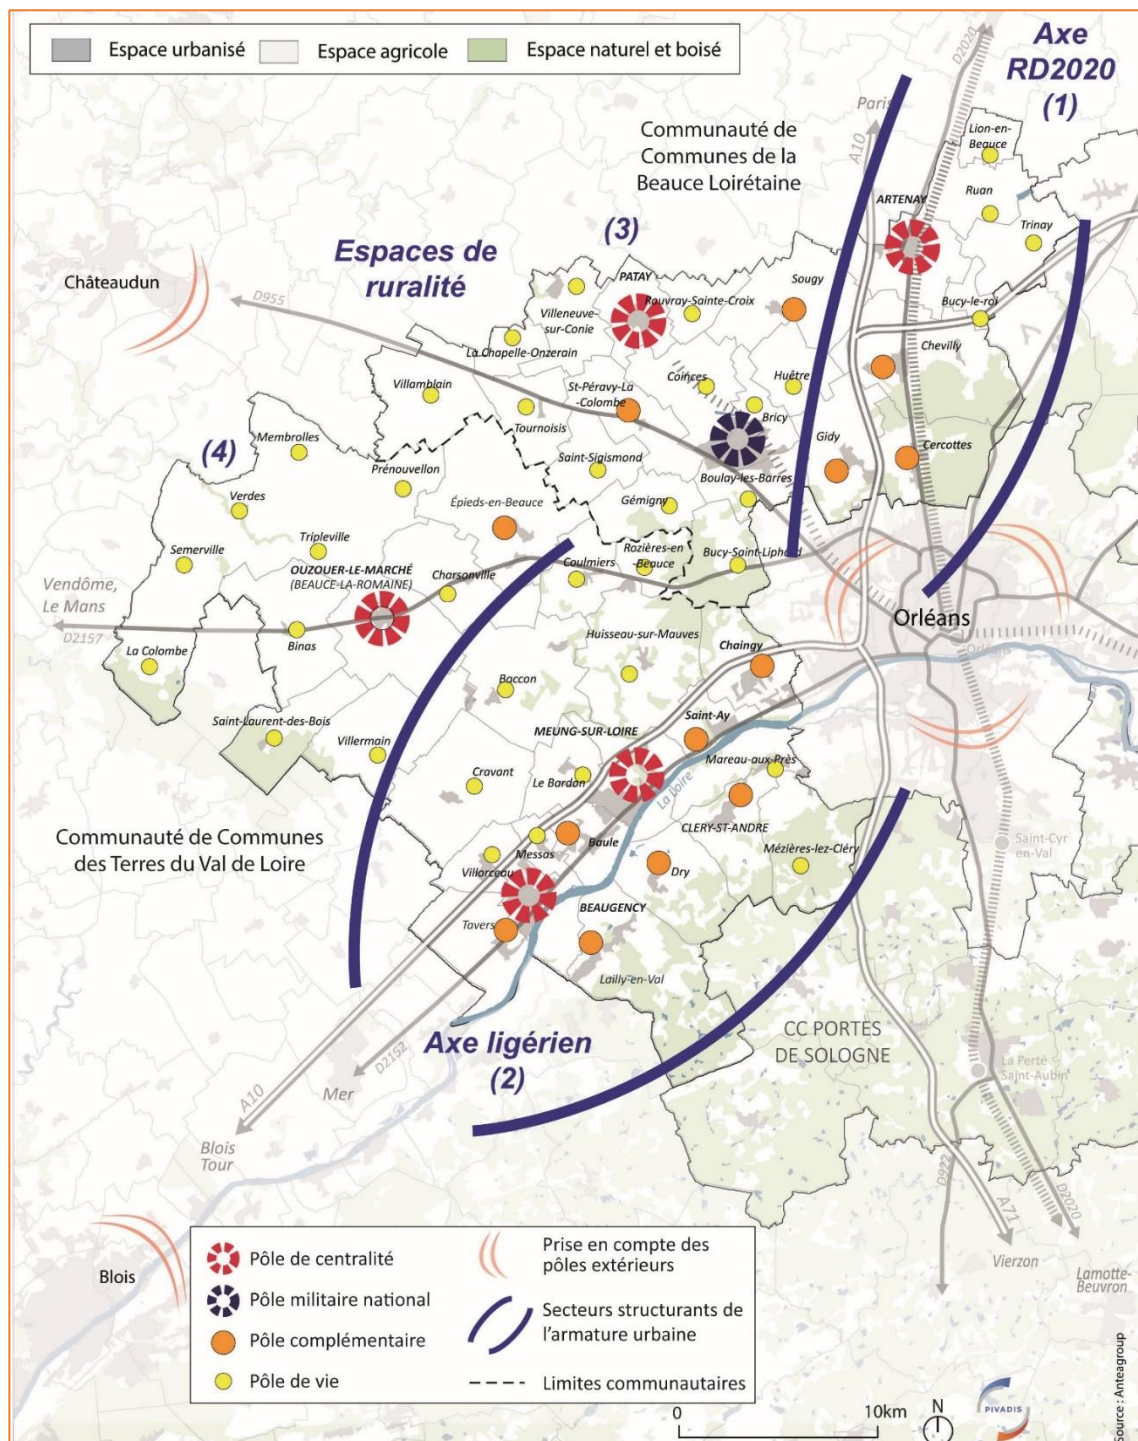 Espace urbanisé
Espace agricole
Espace naturel et boisé
Axe
RD2020
(1)
D2020
Paris
A10
Communauté de
Communes de la
Beauce Loirétaine
Lion-en-
Beauce
Ruan
Trinay
ARTENAY
Bucy-le-roi
Chevilly
Cercottes
Gidy
Espaces de
ruralité
(3)
Châteaudun
D955
PATAY
Sougy
Villeneuve-
sur-Conie
Rouvray-Sainte-Croix
La Chapelle-Onzerain
Villamblain
St-Péravy-La
-Colombe
Coinces
Huêtre
Bricy
Tournoisis
Saint-Sigismond
Boulay-les-Barres
Gémigny
(4)
Membrolles
Prénouvellon
Verdes
Épieds-en-Beauce
Tripleville
Semerville
OUZOUER-LE-MARCHÉ
(BEAUCE-LA-ROMAINE)
Charsonville
Coulmiers
Rozières-en
-Beauce
Bucy-Saint-Liphard
Vendôme,
Le Mans
D2157
Binas
La Colombe
Orléans
Orléans
Huisseau-sur-Mauves
Chaingy
Baccon
Saint-Laurent-des-Bois
Villermain
MEUNG-SUR-LOIRE
Saint-Ay
Mareau-aux-Près
Cravant
Le Bardon
La Lloire
CLERY-ST-ANDRE
Communauté de Communes
des Terres du Val de Loire
Messas
Baule
Villorceau
Dry
Mézières-lez-Cléry
Saint-Cyr
en-Val
BEAUGENCY
Tavers
Lailly-en-Val
Axe ligérien
(2)
CC PORTES
DE SOLOGNE
La Ferté
Saint-Aubin
D2152
A10
Mer
Blois
Tour
D922
A71
D2020
Vierzon
Lamotte-
Beuvron
Blois
Pôle de centralité
Pôle militaire national
Pôle complémentaire
Pôle de vie
Prise en compte des
pôles extérieurs
Secteurs structurants de
l'armature urbaine
Limites communautaires
0
10km
N
PIVADIS
Source : Anteagroup